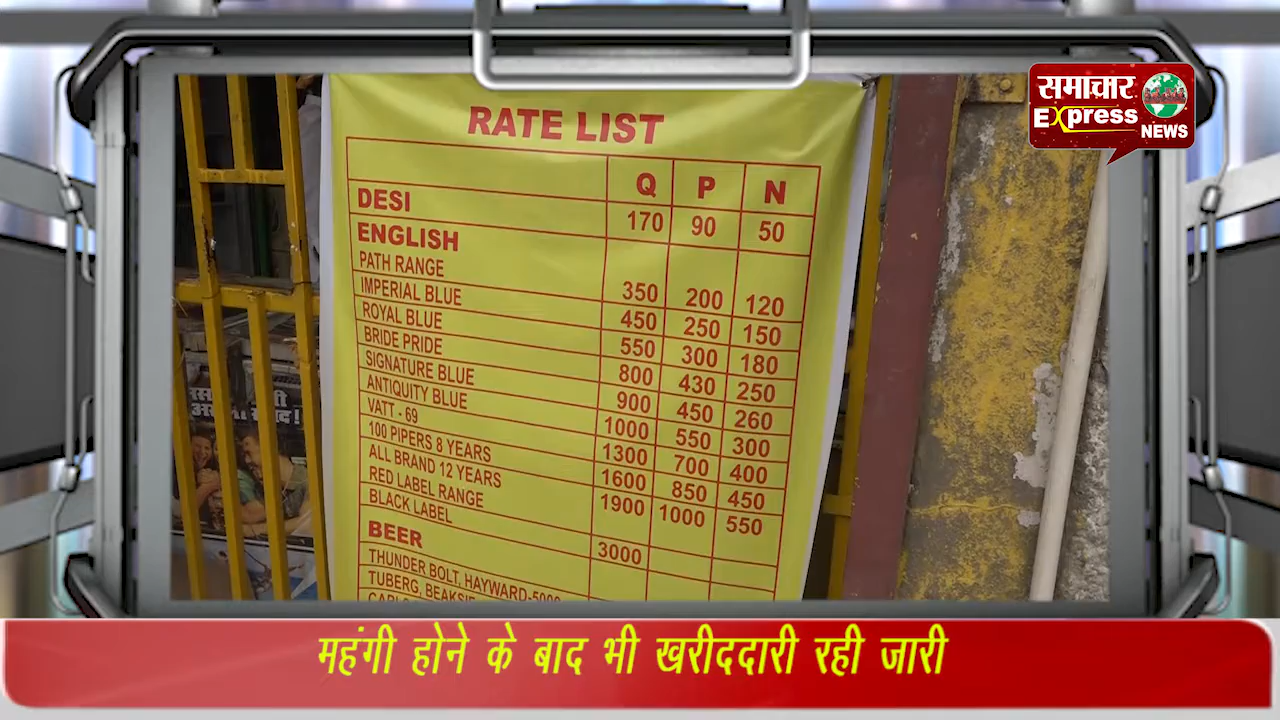 समाचार
Express
NEWS
RATE LIST
Q P N
DESI 170 90 50
ENGLISH
PATH RANGE 350 200 120
IMPERIAL BLUE 450 250 150
ROYAL BLUE 550 300 180
BRIDE PRIDE 800 430 250
SIGNATURE BLUE 900 450 260
ANTIQUITY BLUE 1000 550 300
VATT - 69 1300 700 400
100 PIPERS 8 YEARS 1600 850 450
ALL BRAND 12 YEARS 1900 1000 550
RED LABEL RANGE
BLACK LABEL 3000
BEER
THUNDER BOLT, HAYWARD-5000
TUBERG,
महंगी होने के बाद भी खरीददारी रही जारी